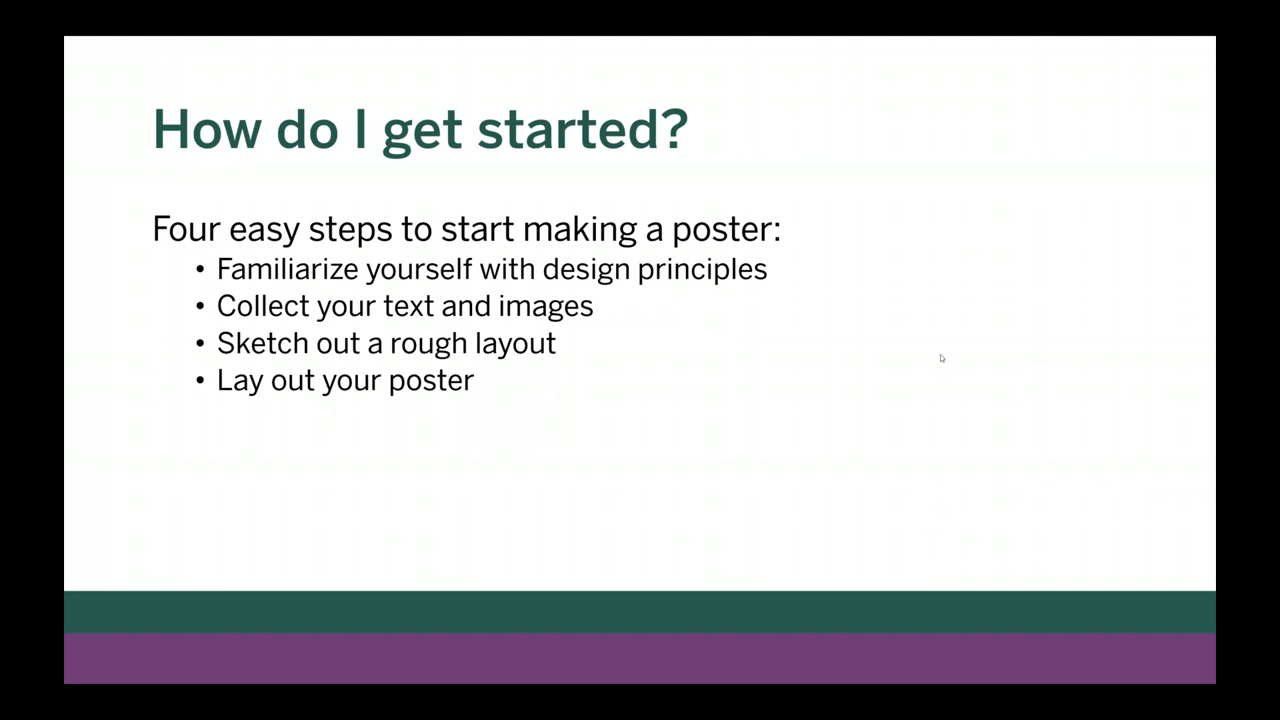 How do I get started?
Four easy steps to start making a poster:
• Familiarize yourself with design principles
• Collect your text and images
• Sketch out a rough layout
• Lay out your poster